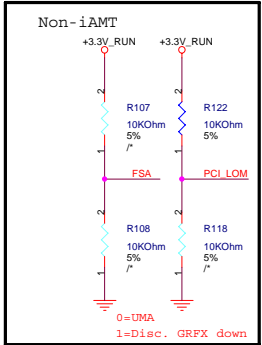 Non-iAMT
+3.3V_RUN +3.3V_RUN
2 2
R107 R122
10KOhm 10KOhm
5% 5%
/* /*
1 1
FSA PCI_LOM
2 2
R108 R118
10KOhm 10KOhm
5% 5%
/* /*
1 1
0=UMA
1=Disc. GRFX down